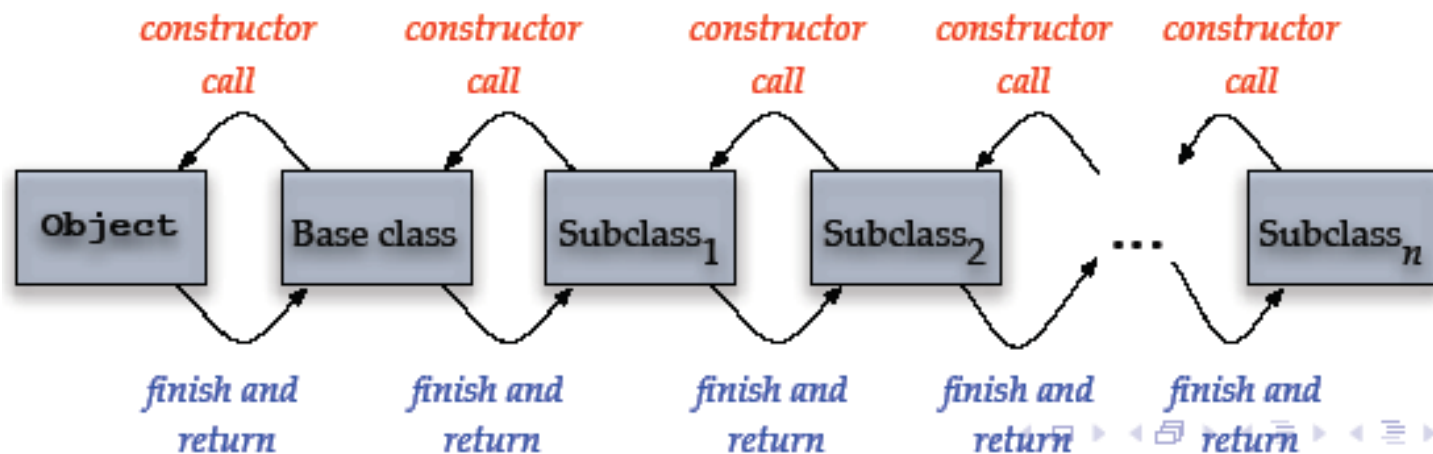 constructor call
constructor call
constructor call
constructor call
constructor call
Object
Base class
Subclass1
Subclass2
...
Subclassn
finish and return
finish and return
finish and return
finish and return
finish and return